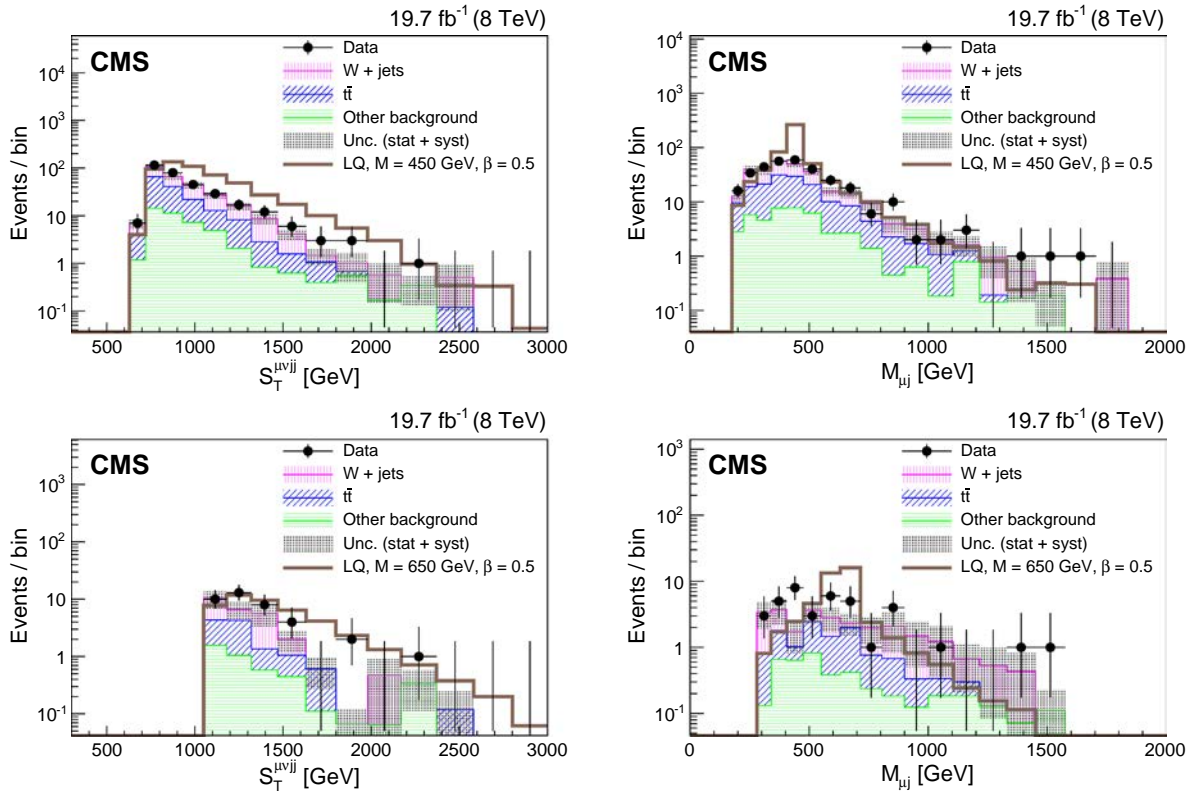 19.7 fb⁻¹ (8 TeV)
CMS
Data
W + jets
tt̄
Other background
Unc. (stat + syst)
LQ, M = 450 GeV, β = 0.5
Events / bin
10⁴
10³
10²
10
1
10⁻¹
500 1000 1500 2000 2500 3000
S_T^μνjj [GeV]
19.7 fb⁻¹ (8 TeV)
CMS
Data
W + jets
tt̄
Other background
Unc. (stat + syst)
LQ, M = 450 GeV, β = 0.5
Events / bin
10⁴
10³
10²
10
1
10⁻¹
0 500 1000 1500 2000
M_μj [GeV]
19.7 fb⁻¹ (8 TeV)
CMS
Data
W + jets
tt̄
Other background
Unc. (stat + syst)
LQ, M = 650 GeV, β = 0.5
Events / bin
10³
10²
10
1
10⁻¹
500 1000 1500 2000 2500 3000
S_T^μνjj [GeV]
19.7 fb⁻¹ (8 TeV)
CMS
Data
W + jets
tt̄
Other background
Unc. (stat + syst)
LQ, M = 650 GeV, β = 0.5
Events / bin
10³
10²
10
1
10⁻¹
0 500 1000 1500 2000
M_μj [GeV]